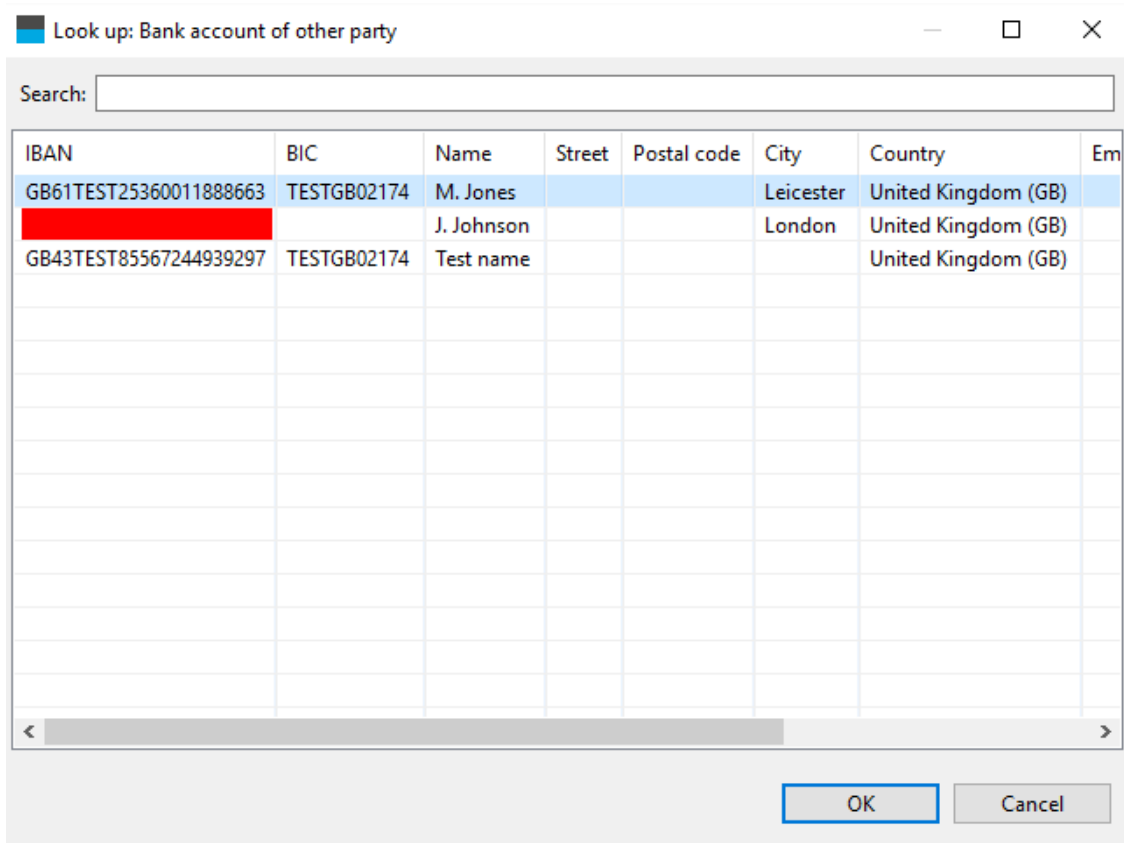 Look up: Bank account of other party
Search:
IBAN BIC Name Street Postal code City Country Em
GB61TEST25360011888663 TESTGB02174 M. Jones Leicester United Kingdom (GB)
J. Johnson London United Kingdom (GB)
GB43TEST85567244939297 TESTGB02174 Test name United Kingdom (GB)
OK Cancel